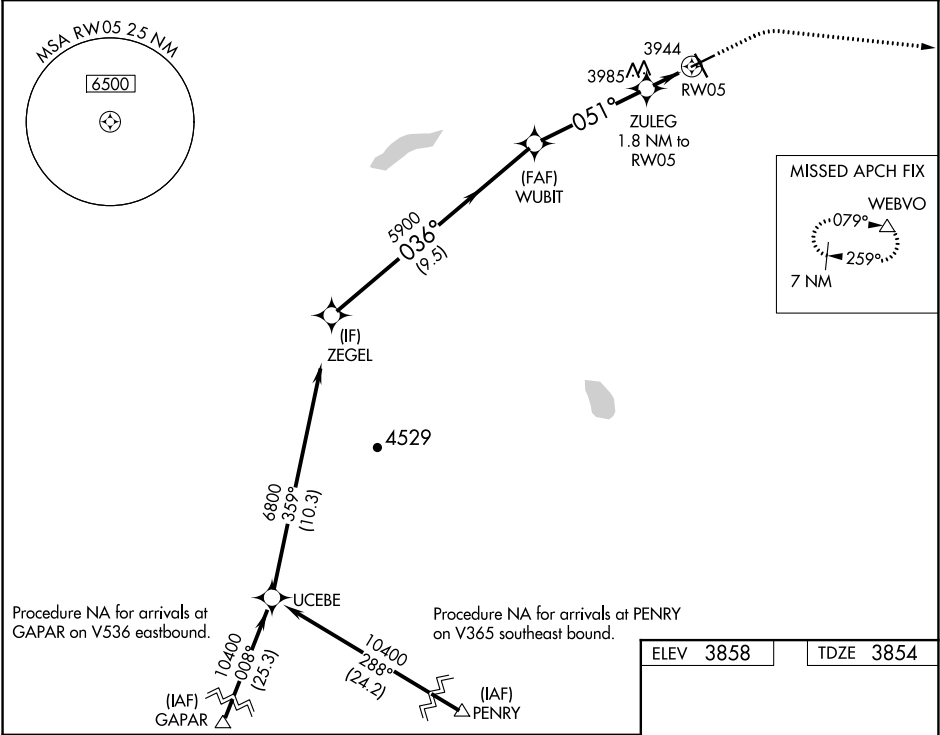 MSA RW05 25 NM
6500
3944
3985
RW05
051°
ZULEG
1.8 NM to
RW05
(FAF)
WUBIT
MISSED APCH FIX
WEBVO
079°
259°
7 NM
5900
036°
(9.5)
(IF)
ZEGEL
4529
6800
359°
(10.3)
UCEBE
Procedure NA for arrivals at
GAPAR on V536 eastbound.
Procedure NA for arrivals at PENRY
on V365 southeast bound.
10400
008°
(25.3)
10400
288°
(24.2)
(IAF)
GAPAR
(IAF)
PENRY
ELEV 3858
TDZE 3854